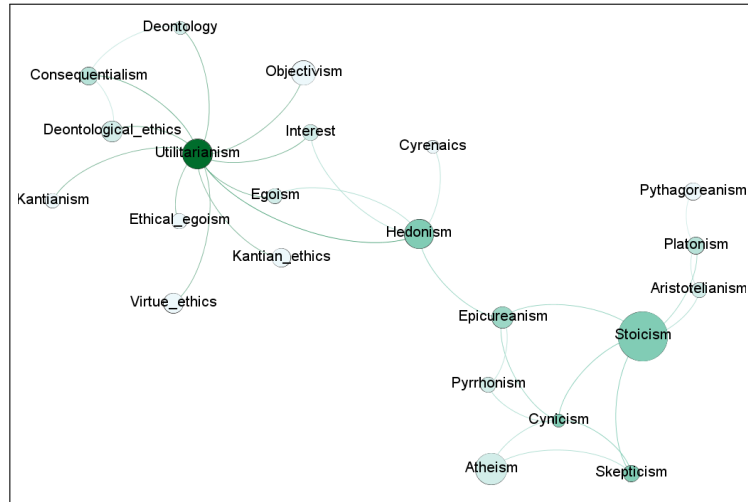 Deontology
Consequentialism
Objectivism
Deontological_ethics
Interest
Utilitarianism
Cyrenaics
Kantianism
Egoism
Pythagoreanism
Ethical_egoism
Hedonism
Platonism
Kantian_ethics
Aristotelianism
Virtue_ethics
Epicureanism
Stoicism
Pyrrhonism
Cynicism
Atheism
Skepticism